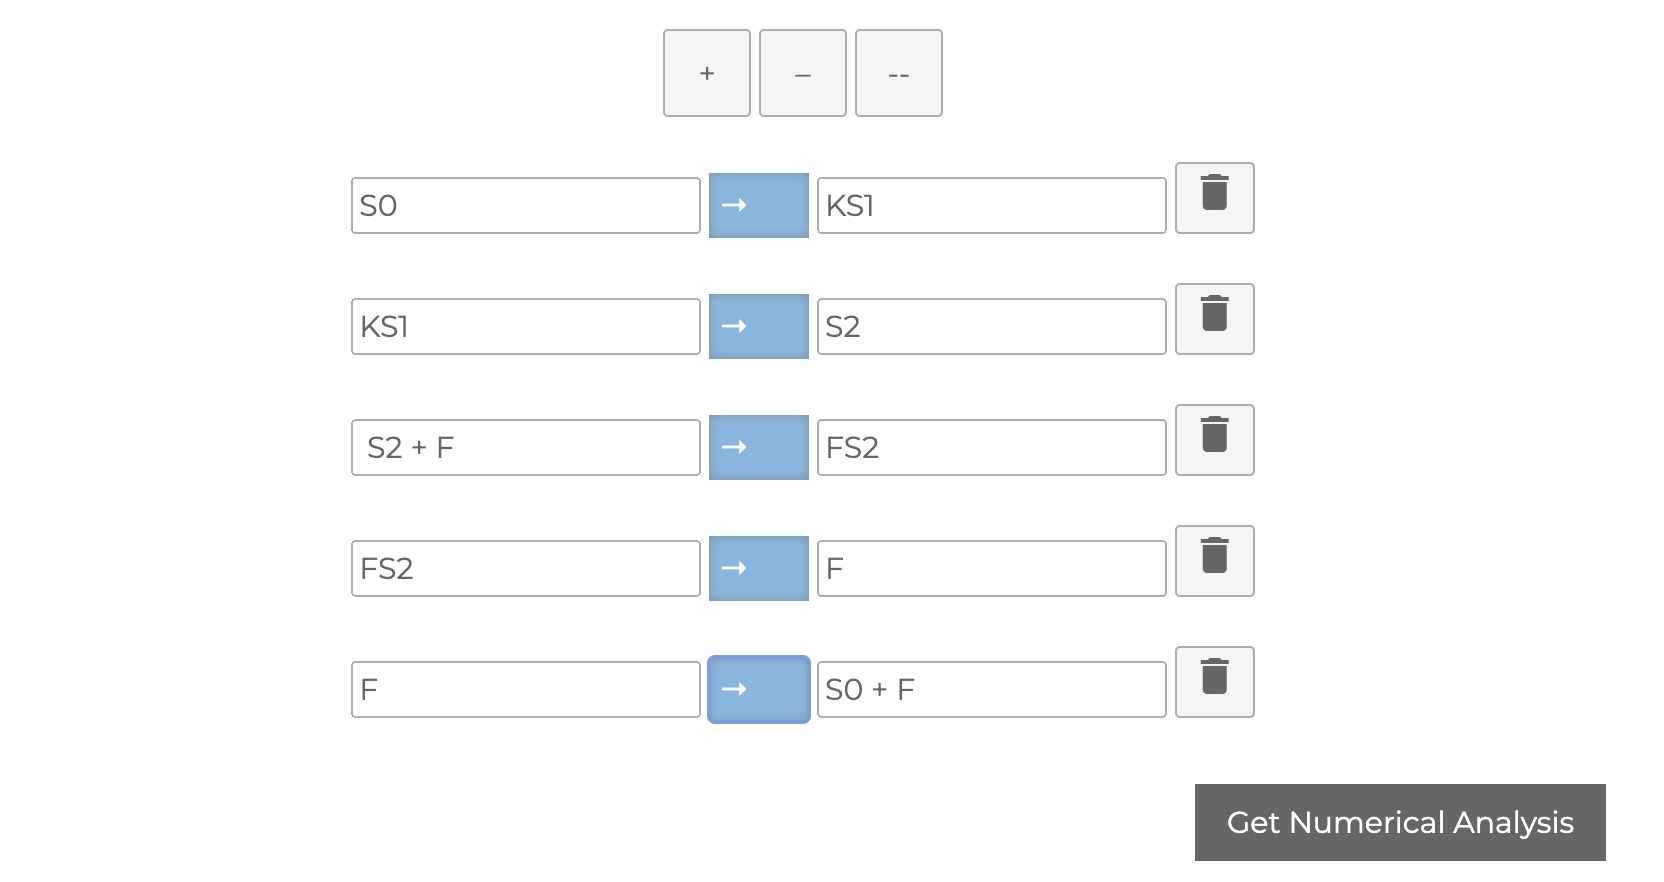 + – --
S0 → KS1
KS1 → S2
S2 + F → FS2
FS2 → F
F → S0 + F
Get Numerical Analysis